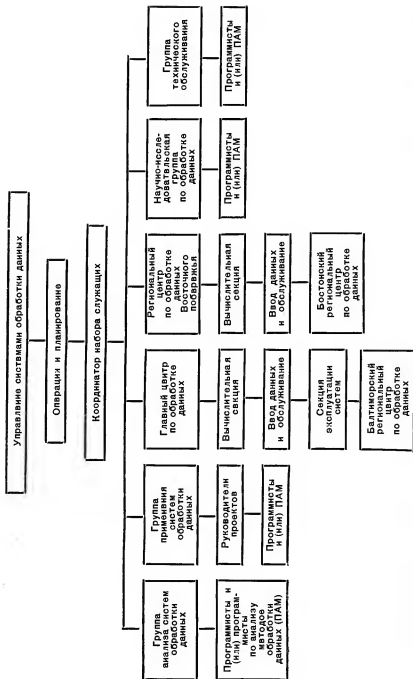 Управление системами обработки данных
Операции и планирование
Координатор набора служащих
Группа
анализа систем
обработки
данных
Программисты и
(или) програм-
мисты
по анализу
методов
обработки
данных (ПАМ)
Группа
применения
систем
обработки
данных
Руководители
проектов
Программисты
и (или) ПАМ
Главный центр
по обработке
данных
Вычислительная
секция
Ввод данных
и обслуживание
Секция
эксплуатации
систем
Балтиморский
региональный
центр
по обработке
данных
Региональный
центр
по обработке
данных
Восточного
побережья
Вычислительная
секция
Ввод данных
и обслуживание
Бостонский
региональный
центр
по обработке
данных
Научно-иссле-
довательская
группа
по обработке
данных
Программисты
и (или) ПАМ
Группа
технического
обслуживания
Программисты
и (или) ПАМ